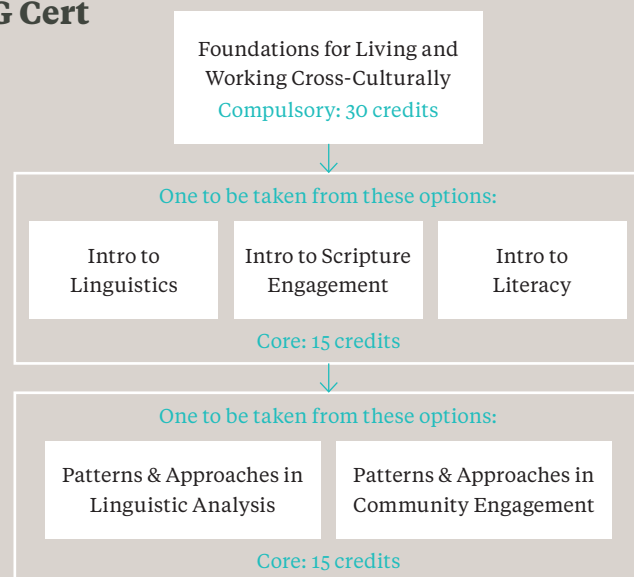 G Cert
Foundations for Living and
Working Cross-Culturally
Compulsory: 30 credits
One to be taken from these options:
Intro to
Linguistics
Intro to Scripture
Engagement
Intro to
Literacy
Core: 15 credits
One to be taken from these options:
Patterns & Approaches in
Linguistic Analysis
Patterns & Approaches in
Community Engagement
Core: 15 credits